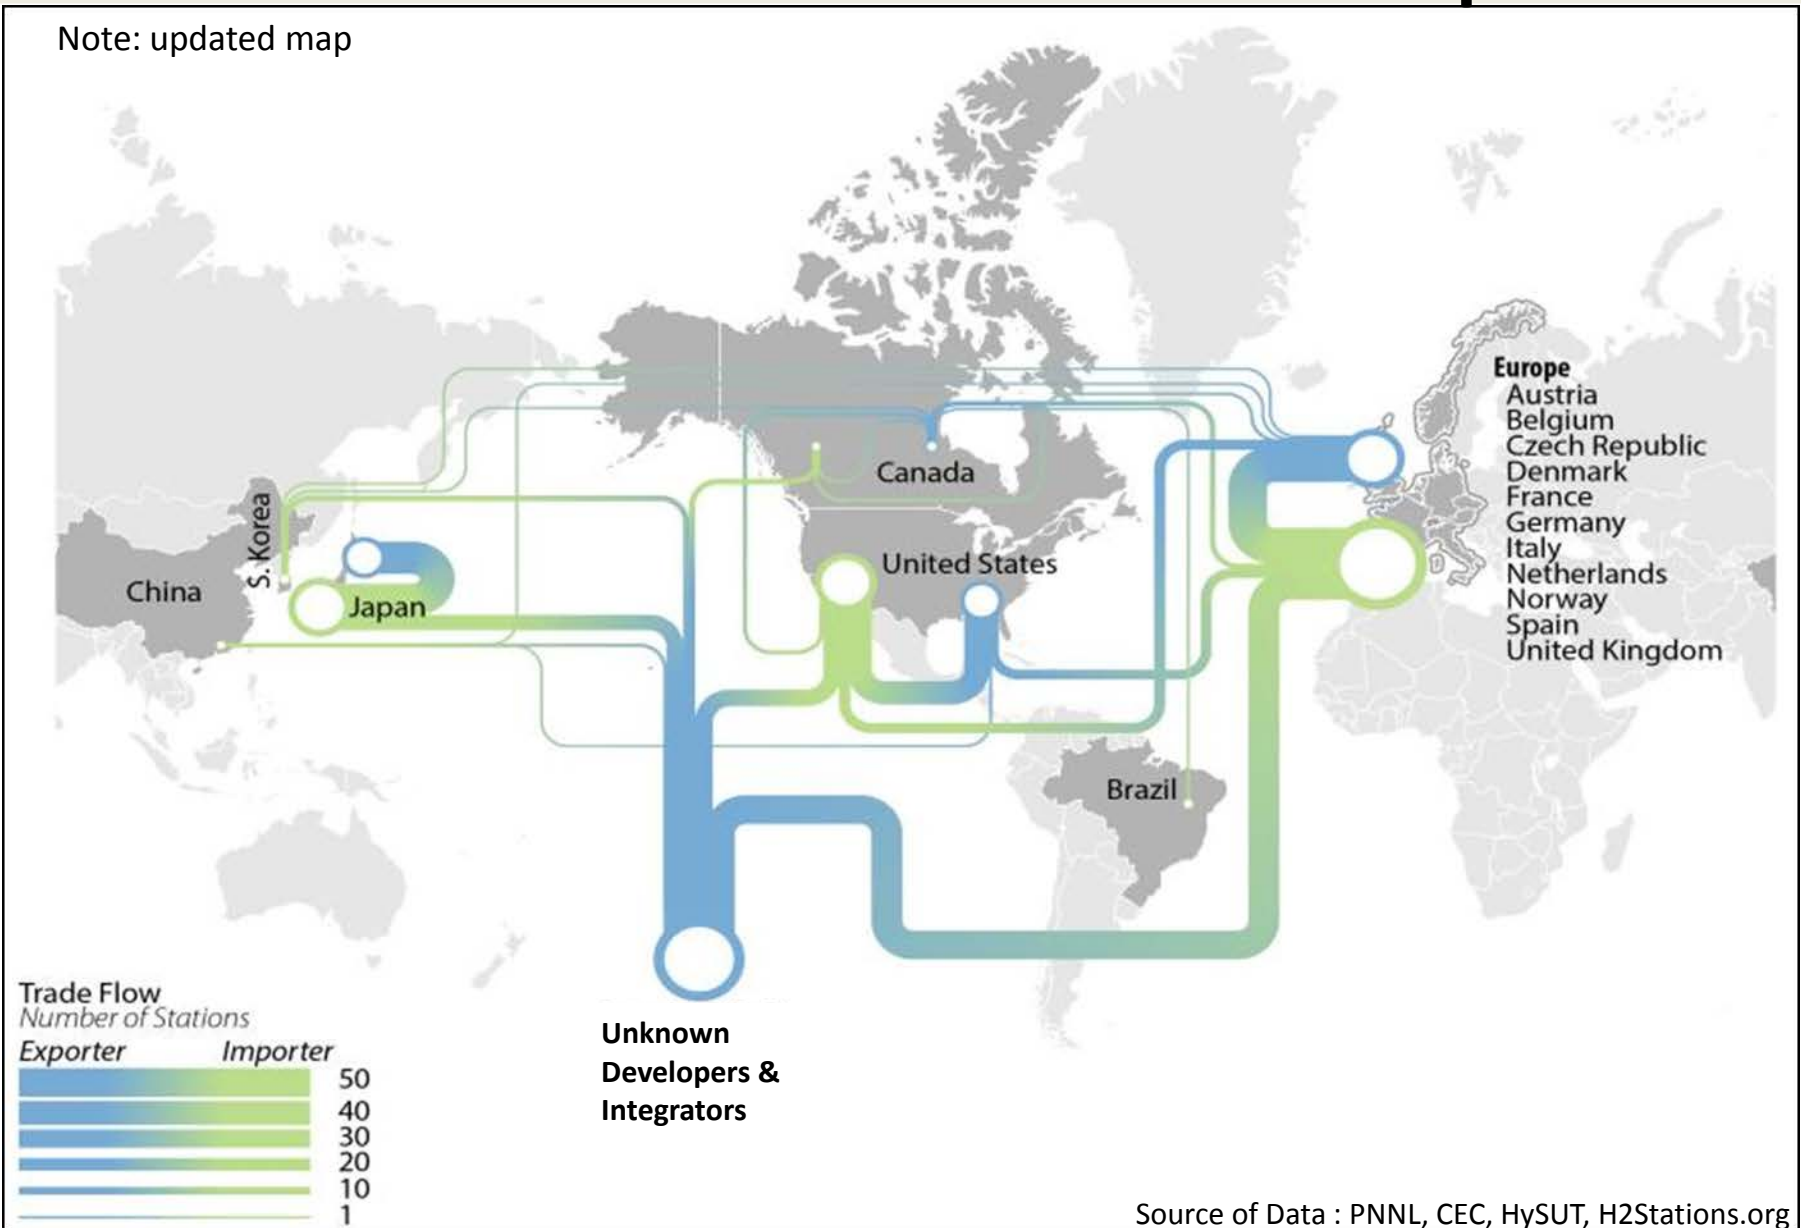 Note: updated map
Europe
Austria
Belgium
Czech Republic
Denmark
France
Germany
Italy
Netherlands
Norway
Spain
United Kingdom
Canada
S. Korea
United States
China
Japan
Brazil
Trade Flow
Number of Stations
Exporter Importer
50
40
30
20
10
1
Unknown
Developers &
Integrators
Source of Data : PNNL, CEC, HySUT, H2Stations.org